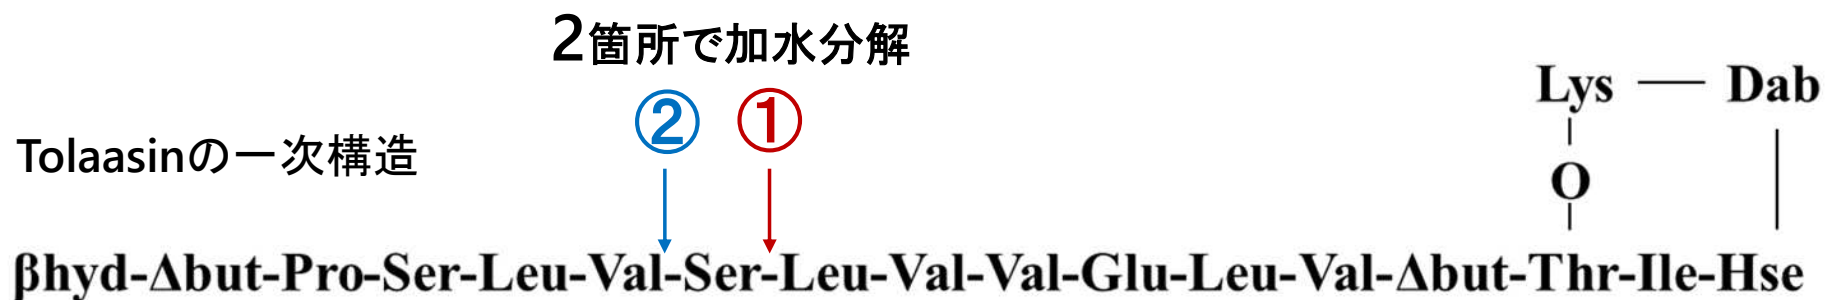 2箇所で加水分解
② ①
Tolaasinの一次構造
Lys — Dab
O
βhyd-Δbut-Pro-Ser-Leu-Val-Ser-Leu-Val-Val-Glu-Leu-Val-Δbut-Thr-Ile-Hse